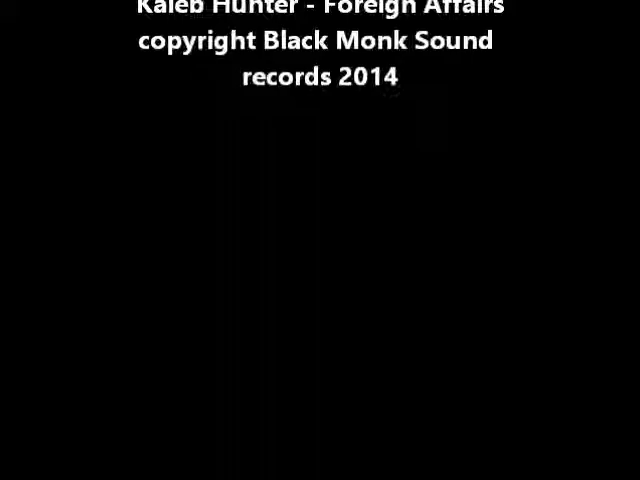 Kaleb Hunter - Foreign Affairs
copyright Black Monk Sound
records 2014